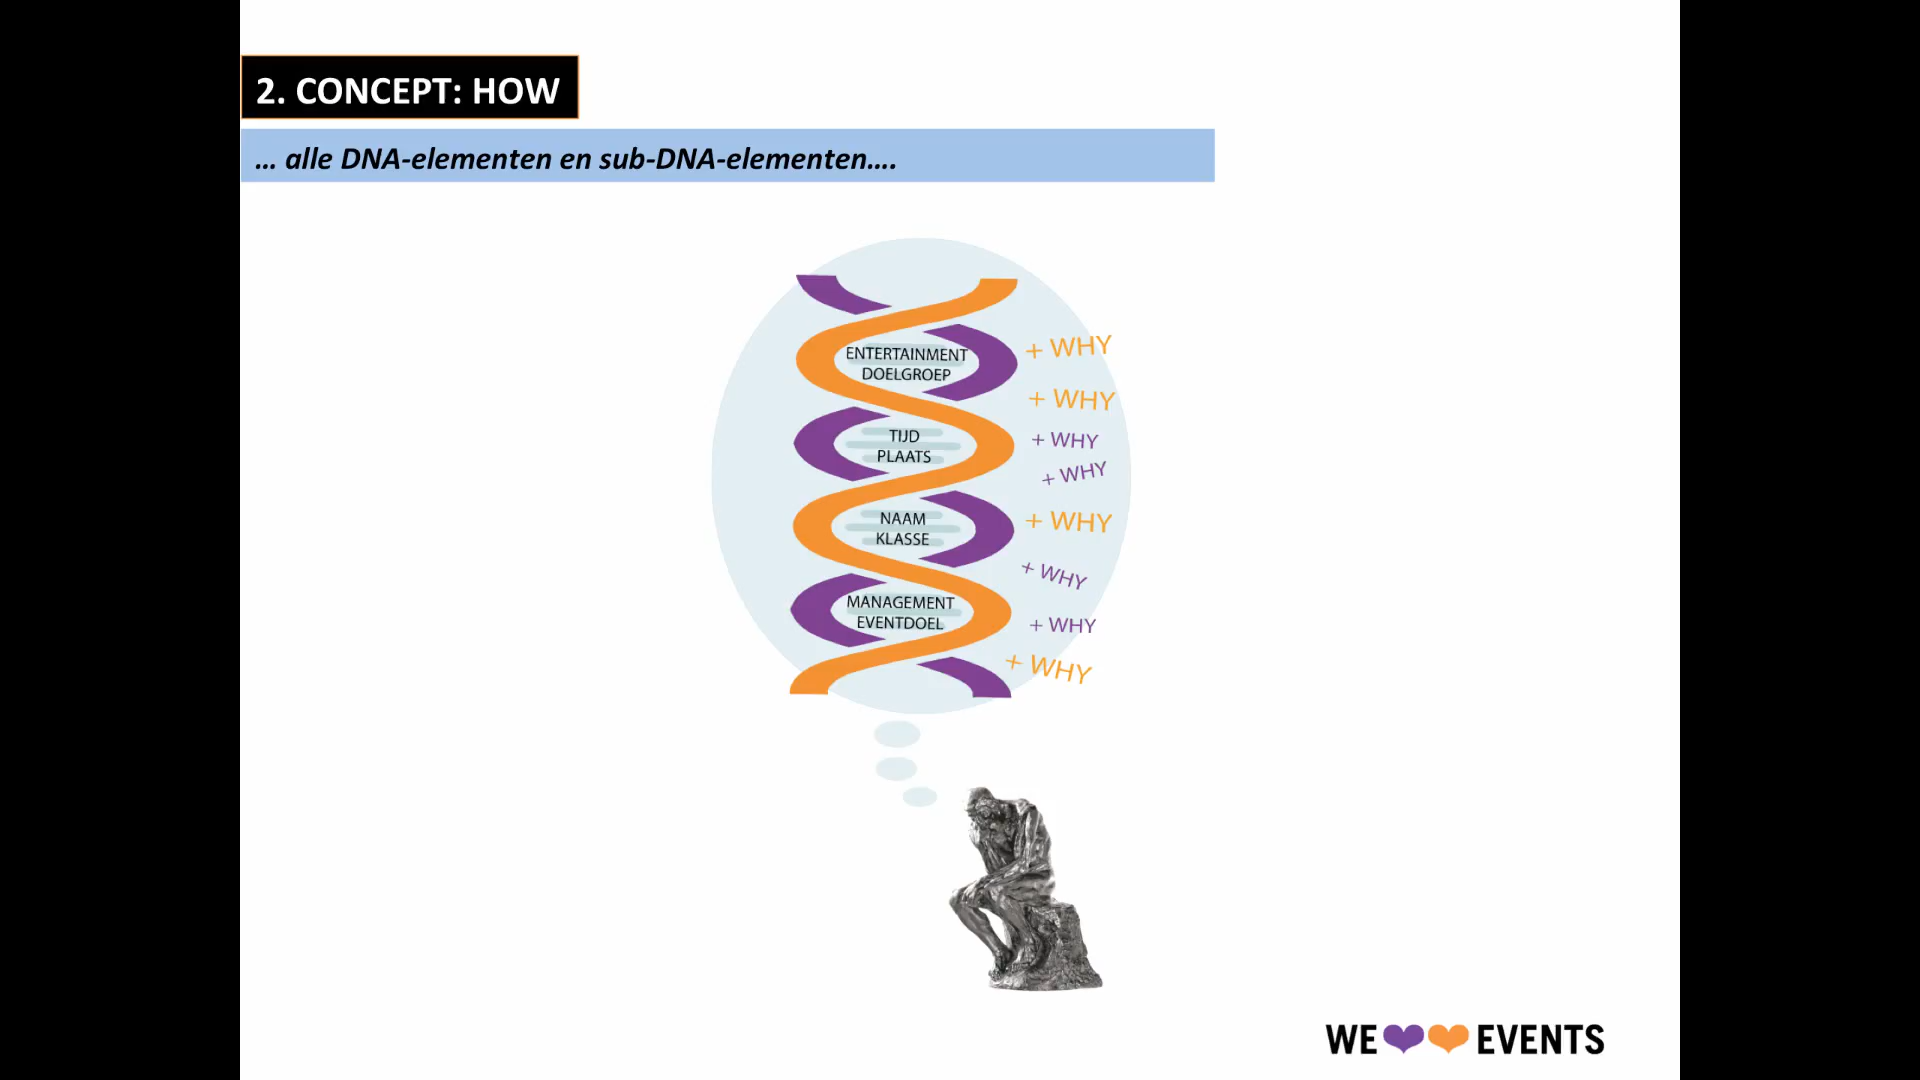 2. CONCEPT: HOW
... alle DNA-elementen en sub-DNA-elementen....
ENTERTAINMENT
DOELGROEP
TIJD
PLAATS
NAAM
KLASSE
MANAGEMENT
EVENTDOEL
+ WHY
+ WHY
+ WHY
+ WHY
+ WHY
+ WHY
+ WHY
+ WHY
WE EVENTS